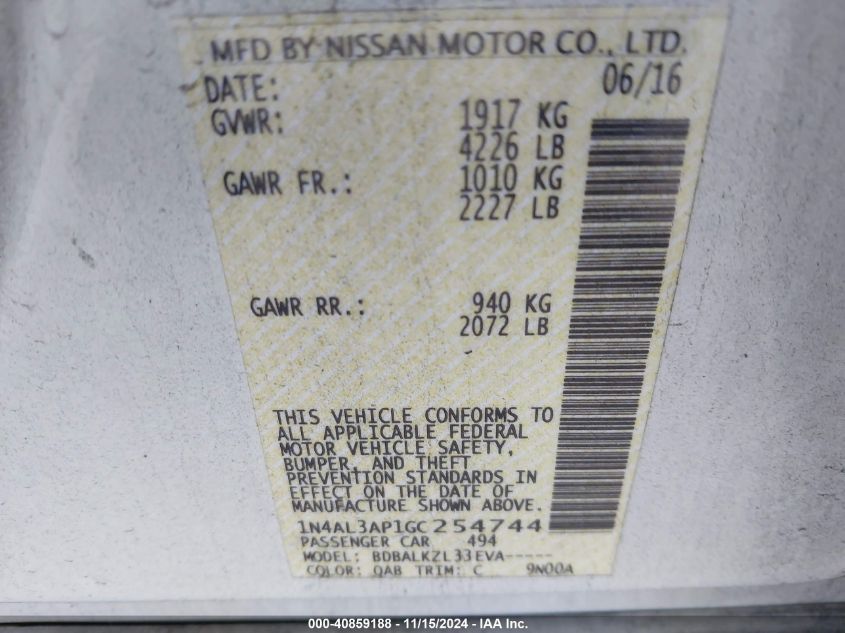 MFD BY NISSAN MOTOR CO., LTD.
DATE: 06/16
GVWR: 1917 KG
4226 LB
GAWR FR.: 1010 KG
2227 LB
GAWR RR.: 940 KG
2072 LB
THIS VEHICLE CONFORMS TO
ALL APPLICABLE FEDERAL
MOTOR VEHICLE SAFETY,
BUMPER, AND THEFT
PREVENTION STANDARDS IN
EFFECT ON THE DATE OF
MANUFACTURE SHOWN ABOVE.
1N4AL3AP1GC254744
PASSENGER CAR 494
MODEL: BDBALKZL33EVA-----
COLOR: QAB TRIM: C 9N00A
000-40859188 - 11/15/2024 - IAA Inc.